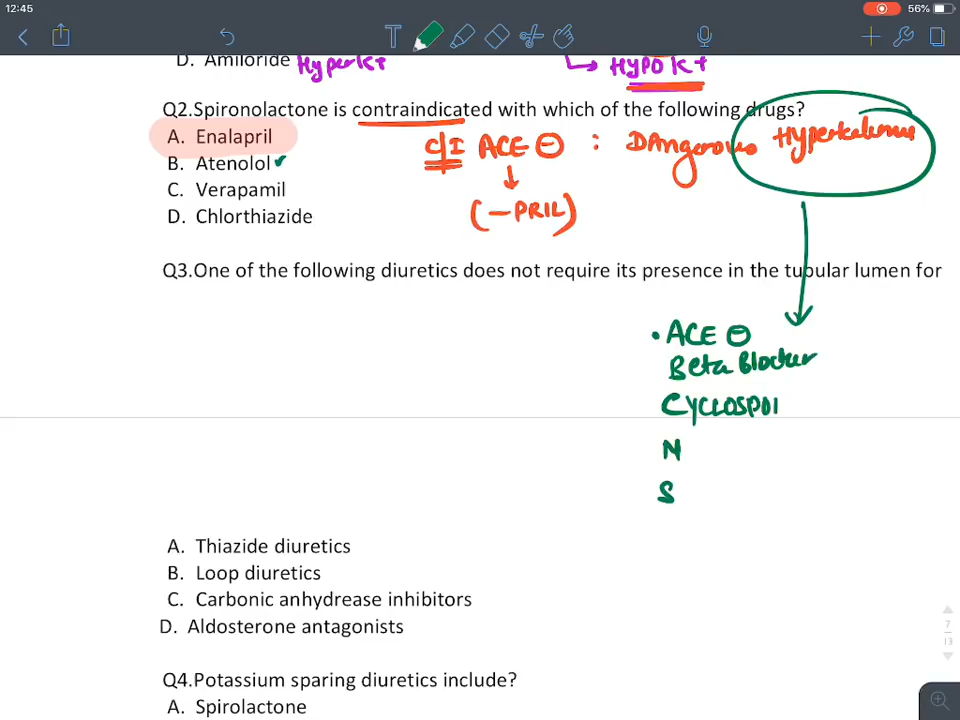 12:45
56%
T
D. Amiloride HyperK+
↳ HYPO K+
Q2.Spironolactone is contraindicated with which of the following drugs?
A. Enalapril
B. Atenolol ✔
C. Verapamil
D. Chlorthiazide
C/I ACE ⊖ : DAngerous Hyperkalemia
↓
(-PRIL)
Q3.One of the following diuretics does not require its presence in the tubular lumen for
• ACE ⊖
Beta Blocker
CYCLOSPOI
N
S
A. Thiazide diuretics
B. Loop diuretics
C. Carbonic anhydrease inhibitors
D. Aldosterone antagonists
Q4.Potassium sparing diuretics include?
A. Spirolactone
7
13